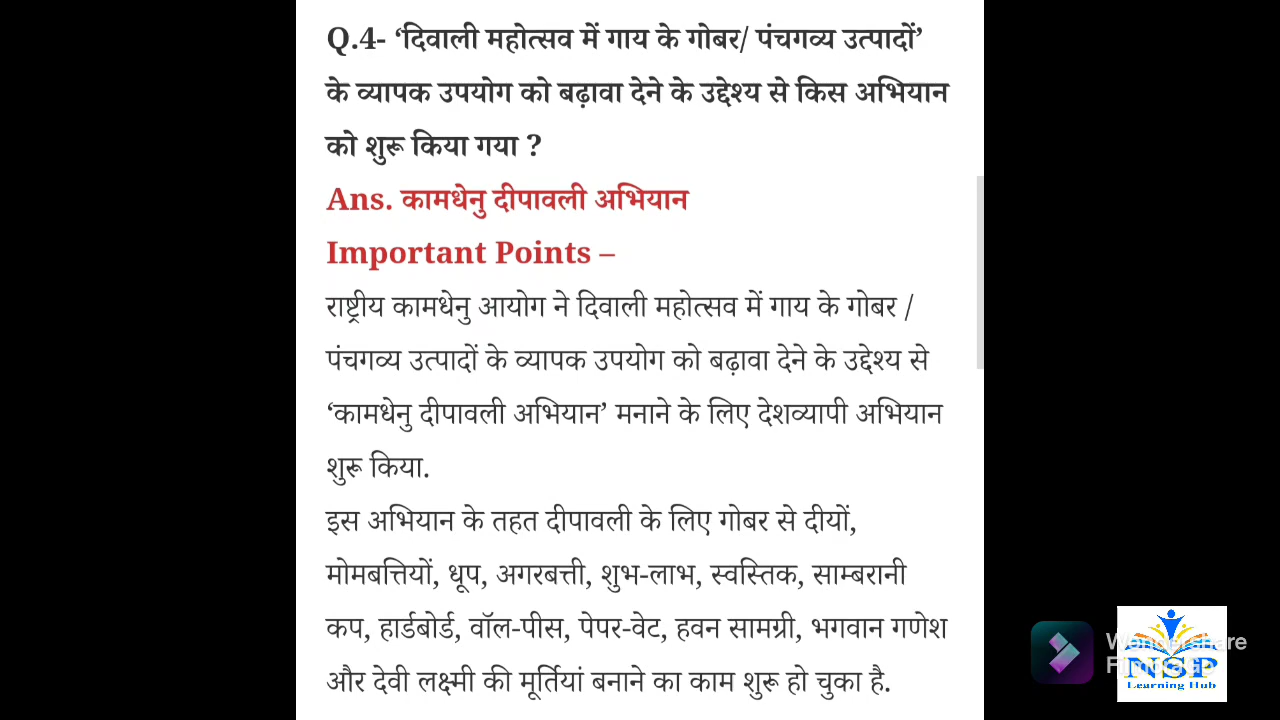 Q.4- ‘दिवाली महोत्सव में गाय के गोबर/ पंचगव्य उत्पादों’
के व्यापक उपयोग को बढ़ावा देने के उद्देश्य से किस अभियान
को शुरू किया गया ?
Ans. कामधेनु दीपावली अभियान
Important Points –
राष्ट्रीय कामधेनु आयोग ने दिवाली महोत्सव में गाय के गोबर /
पंचगव्य उत्पादों के व्यापक उपयोग को बढ़ावा देने के उद्देश्य से
‘कामधेनु दीपावली अभियान’ मनाने के लिए देशव्यापी अभियान
शुरू किया.
इस अभियान के तहत दीपावली के लिए गोबर से दीयों,
मोमबत्तियों, धूप, अगरबत्ती, शुभ-लाभ, स्वस्तिक, साम्बरानी
कप, हार्डबोर्ड, वॉल-पीस, पेपर-वेट, हवन सामग्री, भगवान गणेश
और देवी लक्ष्मी की मूर्तियां बनाने का काम शुरू हो चुका है.
Wondershare
NSP
Learning Hub